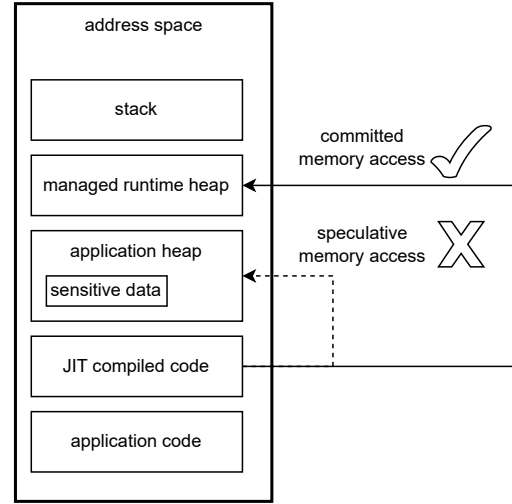 address space
stack
committed
memory access
managed runtime heap
speculative
memory access
application heap
sensitive data
JIT compiled code
application code